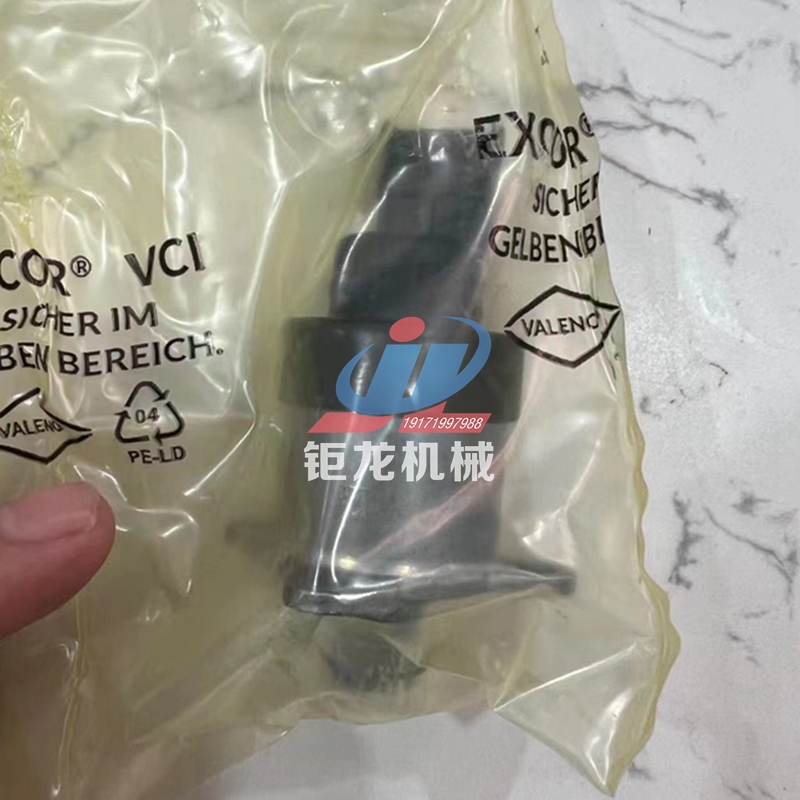 EXCOR®
SICHER
GELBEN BE
VALENO
COR® VCI
SICHER IM
BEN BEREICH.
VALENO
04
PE-LD
19171997988
钜龙机械